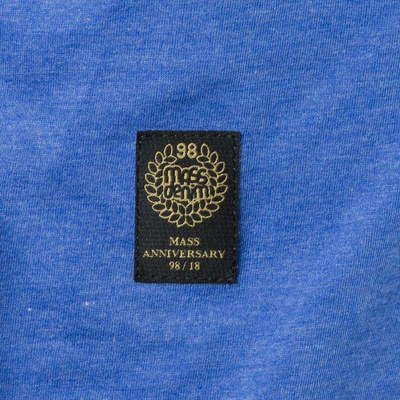 98
mass
denim
MASS
ANNIVERSARY
98 / 18